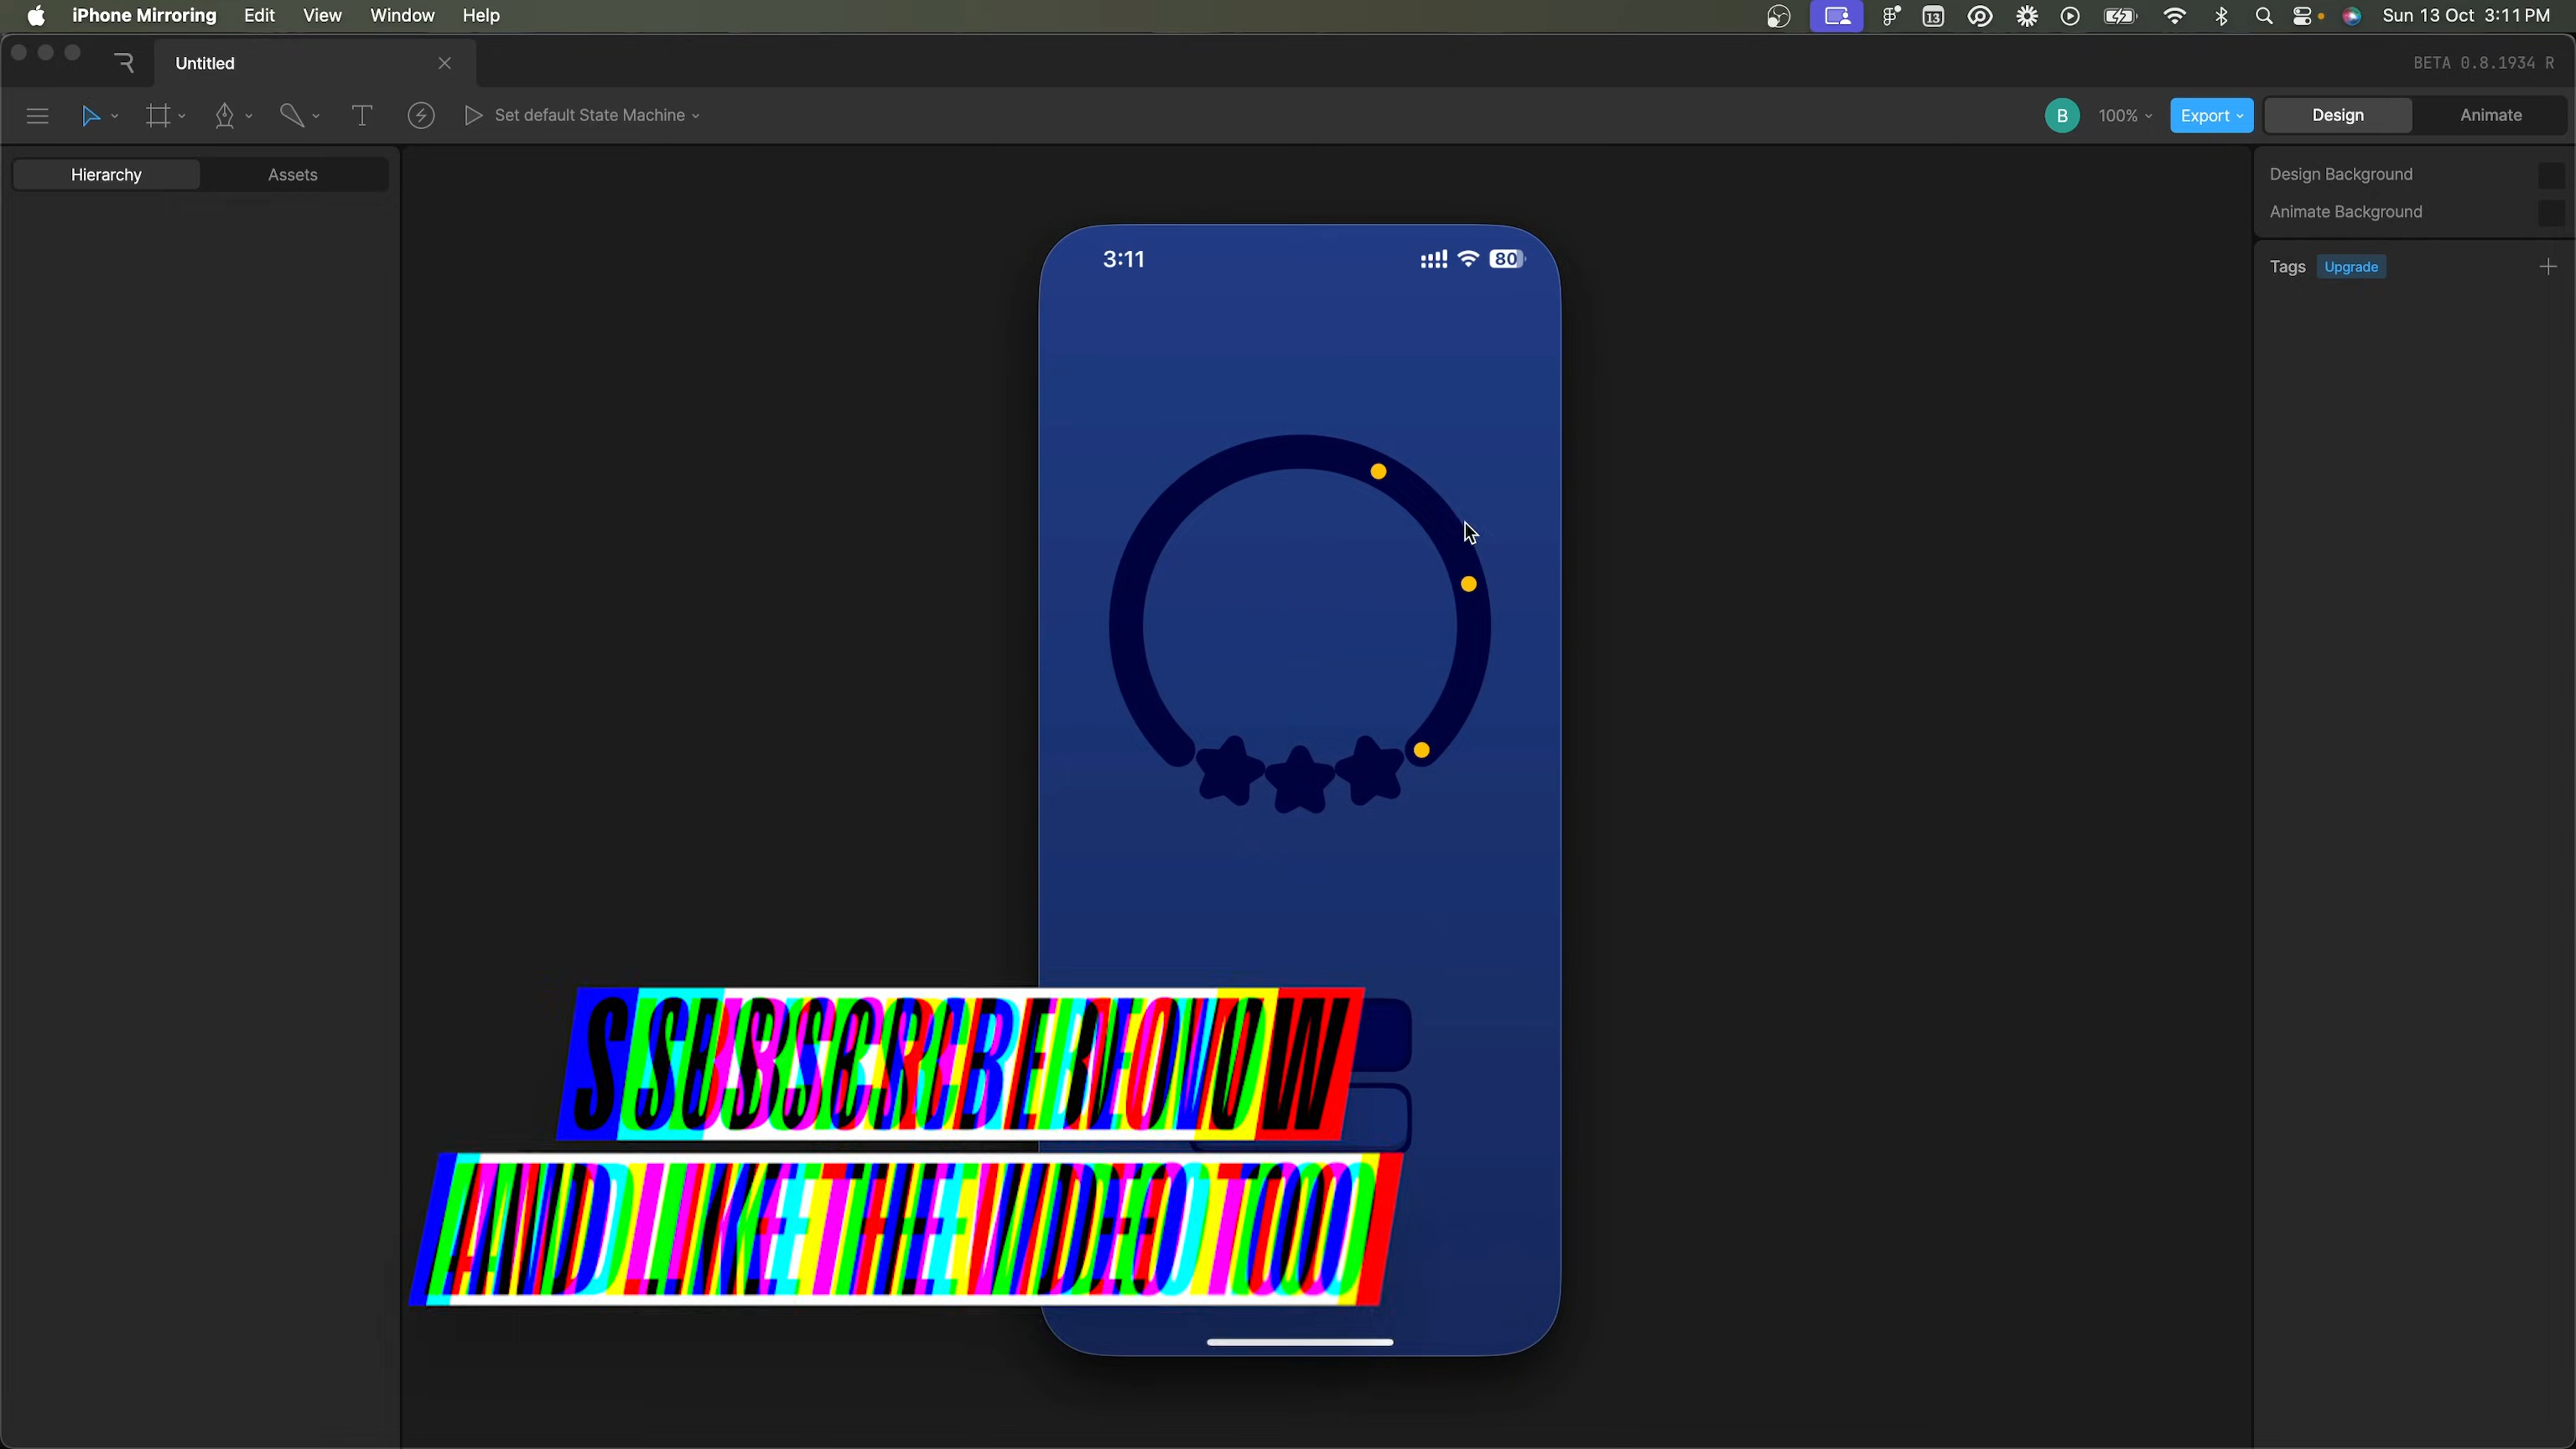 iPhone Mirroring Edit View Window Help 13 Sun 13 Oct 3:11 PM
Untitled BETA 0.8.1934 R
Set default State Machine B 100% Export Design Animate
Hierarchy Assets Design Background
Animate Background
Tags Upgrade
3:11 80
SUBSCRIBE NOW
AND LIKE THE VIDEO TOO